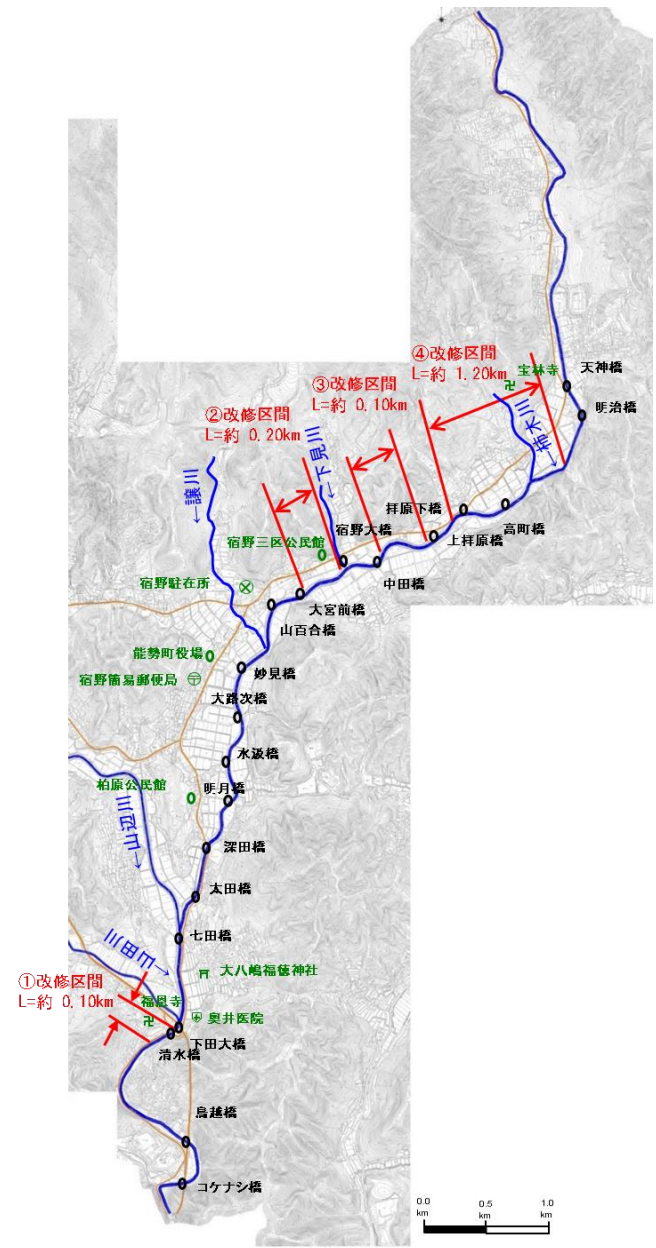 ④改修区間
L=約 1.20km
宝林寺
天神橋
明治橋
③改修区間
L=約 0.10km
②改修区間
L=約 0.20km
←柿木川
←下見川
←譲川
拝原下橋
高町橋
上拝原橋
宿野大橋
宿野三区公民館
中田橋
宿野駐在所
大宮前橋
山百合橋
能勢町役場
妙見橋
宿野簡易郵便局
〒
大路次橋
水汲橋
柏原公民館
明月橋
←山辺川
深田橋
太田橋
七田橋
山田川→
大八嶋福徳神社
①改修区間
L=約 0.10km
福恩寺
奥井医院
下田大橋
清水橋
鳥越橋
コケナシ橋
0.0 0.5 1.0
km km km